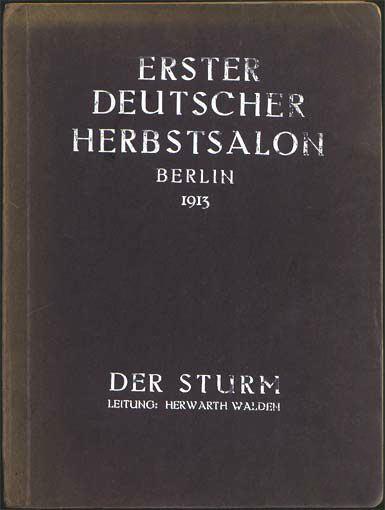 ERSTER
DEUTSCHER
HERBSTSALON
BERLIN
1913
DER STURM
LEITUNG: HERWARTH WALDEN